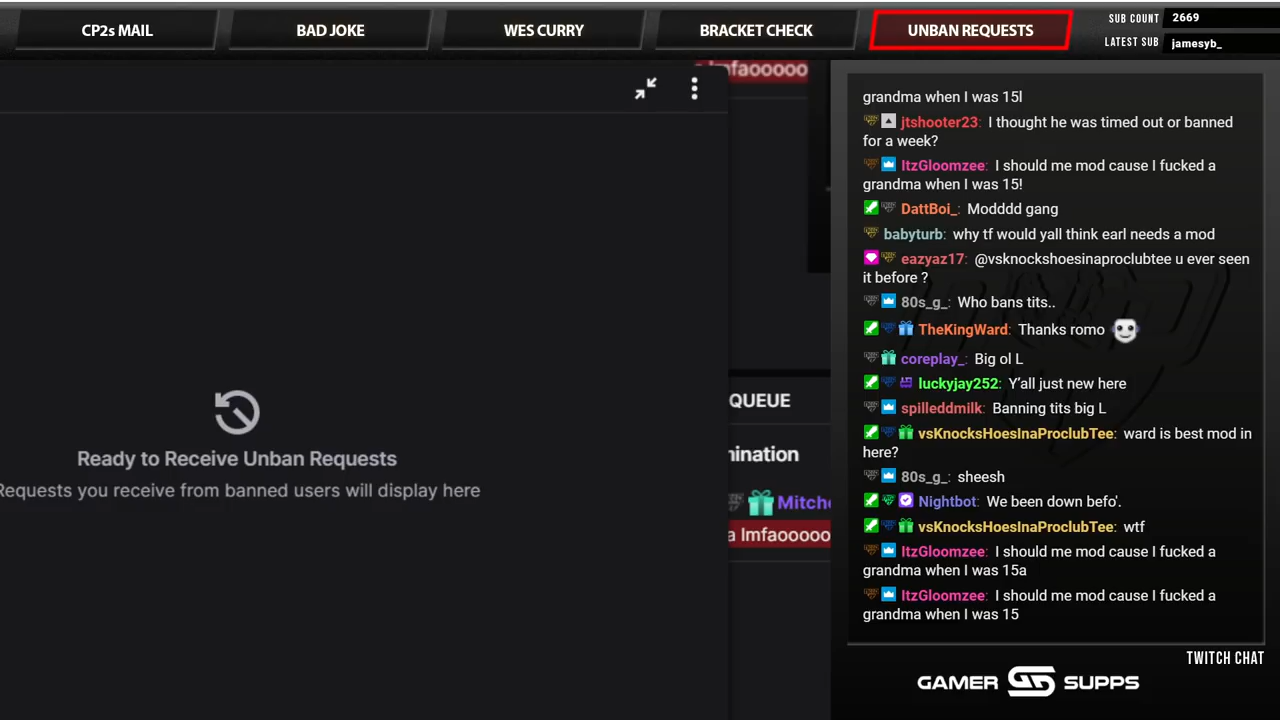 CP2s MAIL
BAD JOKE
WES CURRY
BRACKET CHECK
UNBAN REQUESTS
SUB COUNT 2669
LATEST SUB jamesyb_
lmfaooooo
Ready to Receive Unban Requests
Requests you receive from banned users will display here
QUEUE
mination
Mitche
a lmfaooooo
grandma when I was 15l
jtshooter23: I thought he was timed out or banned
for a week?
ItzGloomzee: I should me mod cause I fucked a
grandma when I was 15!
DattBoi_: Modddd gang
babyturb: why tf would yall think earl needs a mod
eazyaz17: @vsknockshoesinaproclubtee u ever seen
it before ?
80s_g_: Who bans tits..
TheKingWard: Thanks romo
coreplay_: Big ol L
luckyjay252: Y'all just new here
spilleddmilk: Banning tits big L
vsKnocksHoesInaProclubTee: ward is best mod in
here?
80s_g_: sheesh
Nightbot: We been down befo'.
vsKnocksHoesInaProclubTee: wtf
ItzGloomzee: I should me mod cause I fucked a
grandma when I was 15a
ItzGloomzee: I should me mod cause I fucked a
grandma when I was 15
TWITCH CHAT
GAMER GS SUPPS